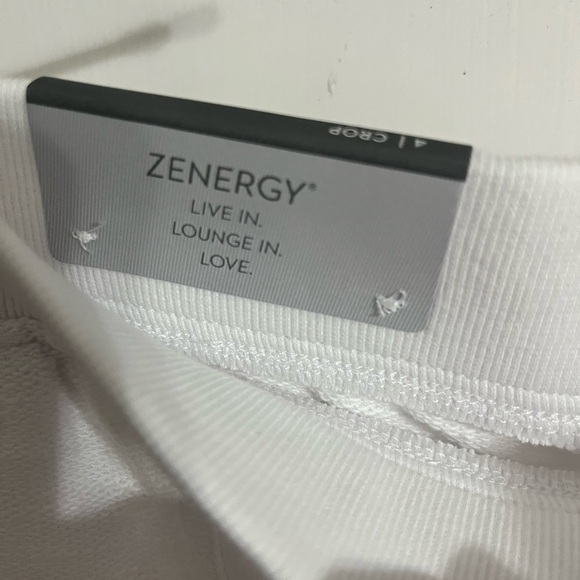 4 | CROP
ZENERGY®
LIVE IN.
LOUNGE IN.
LOVE.